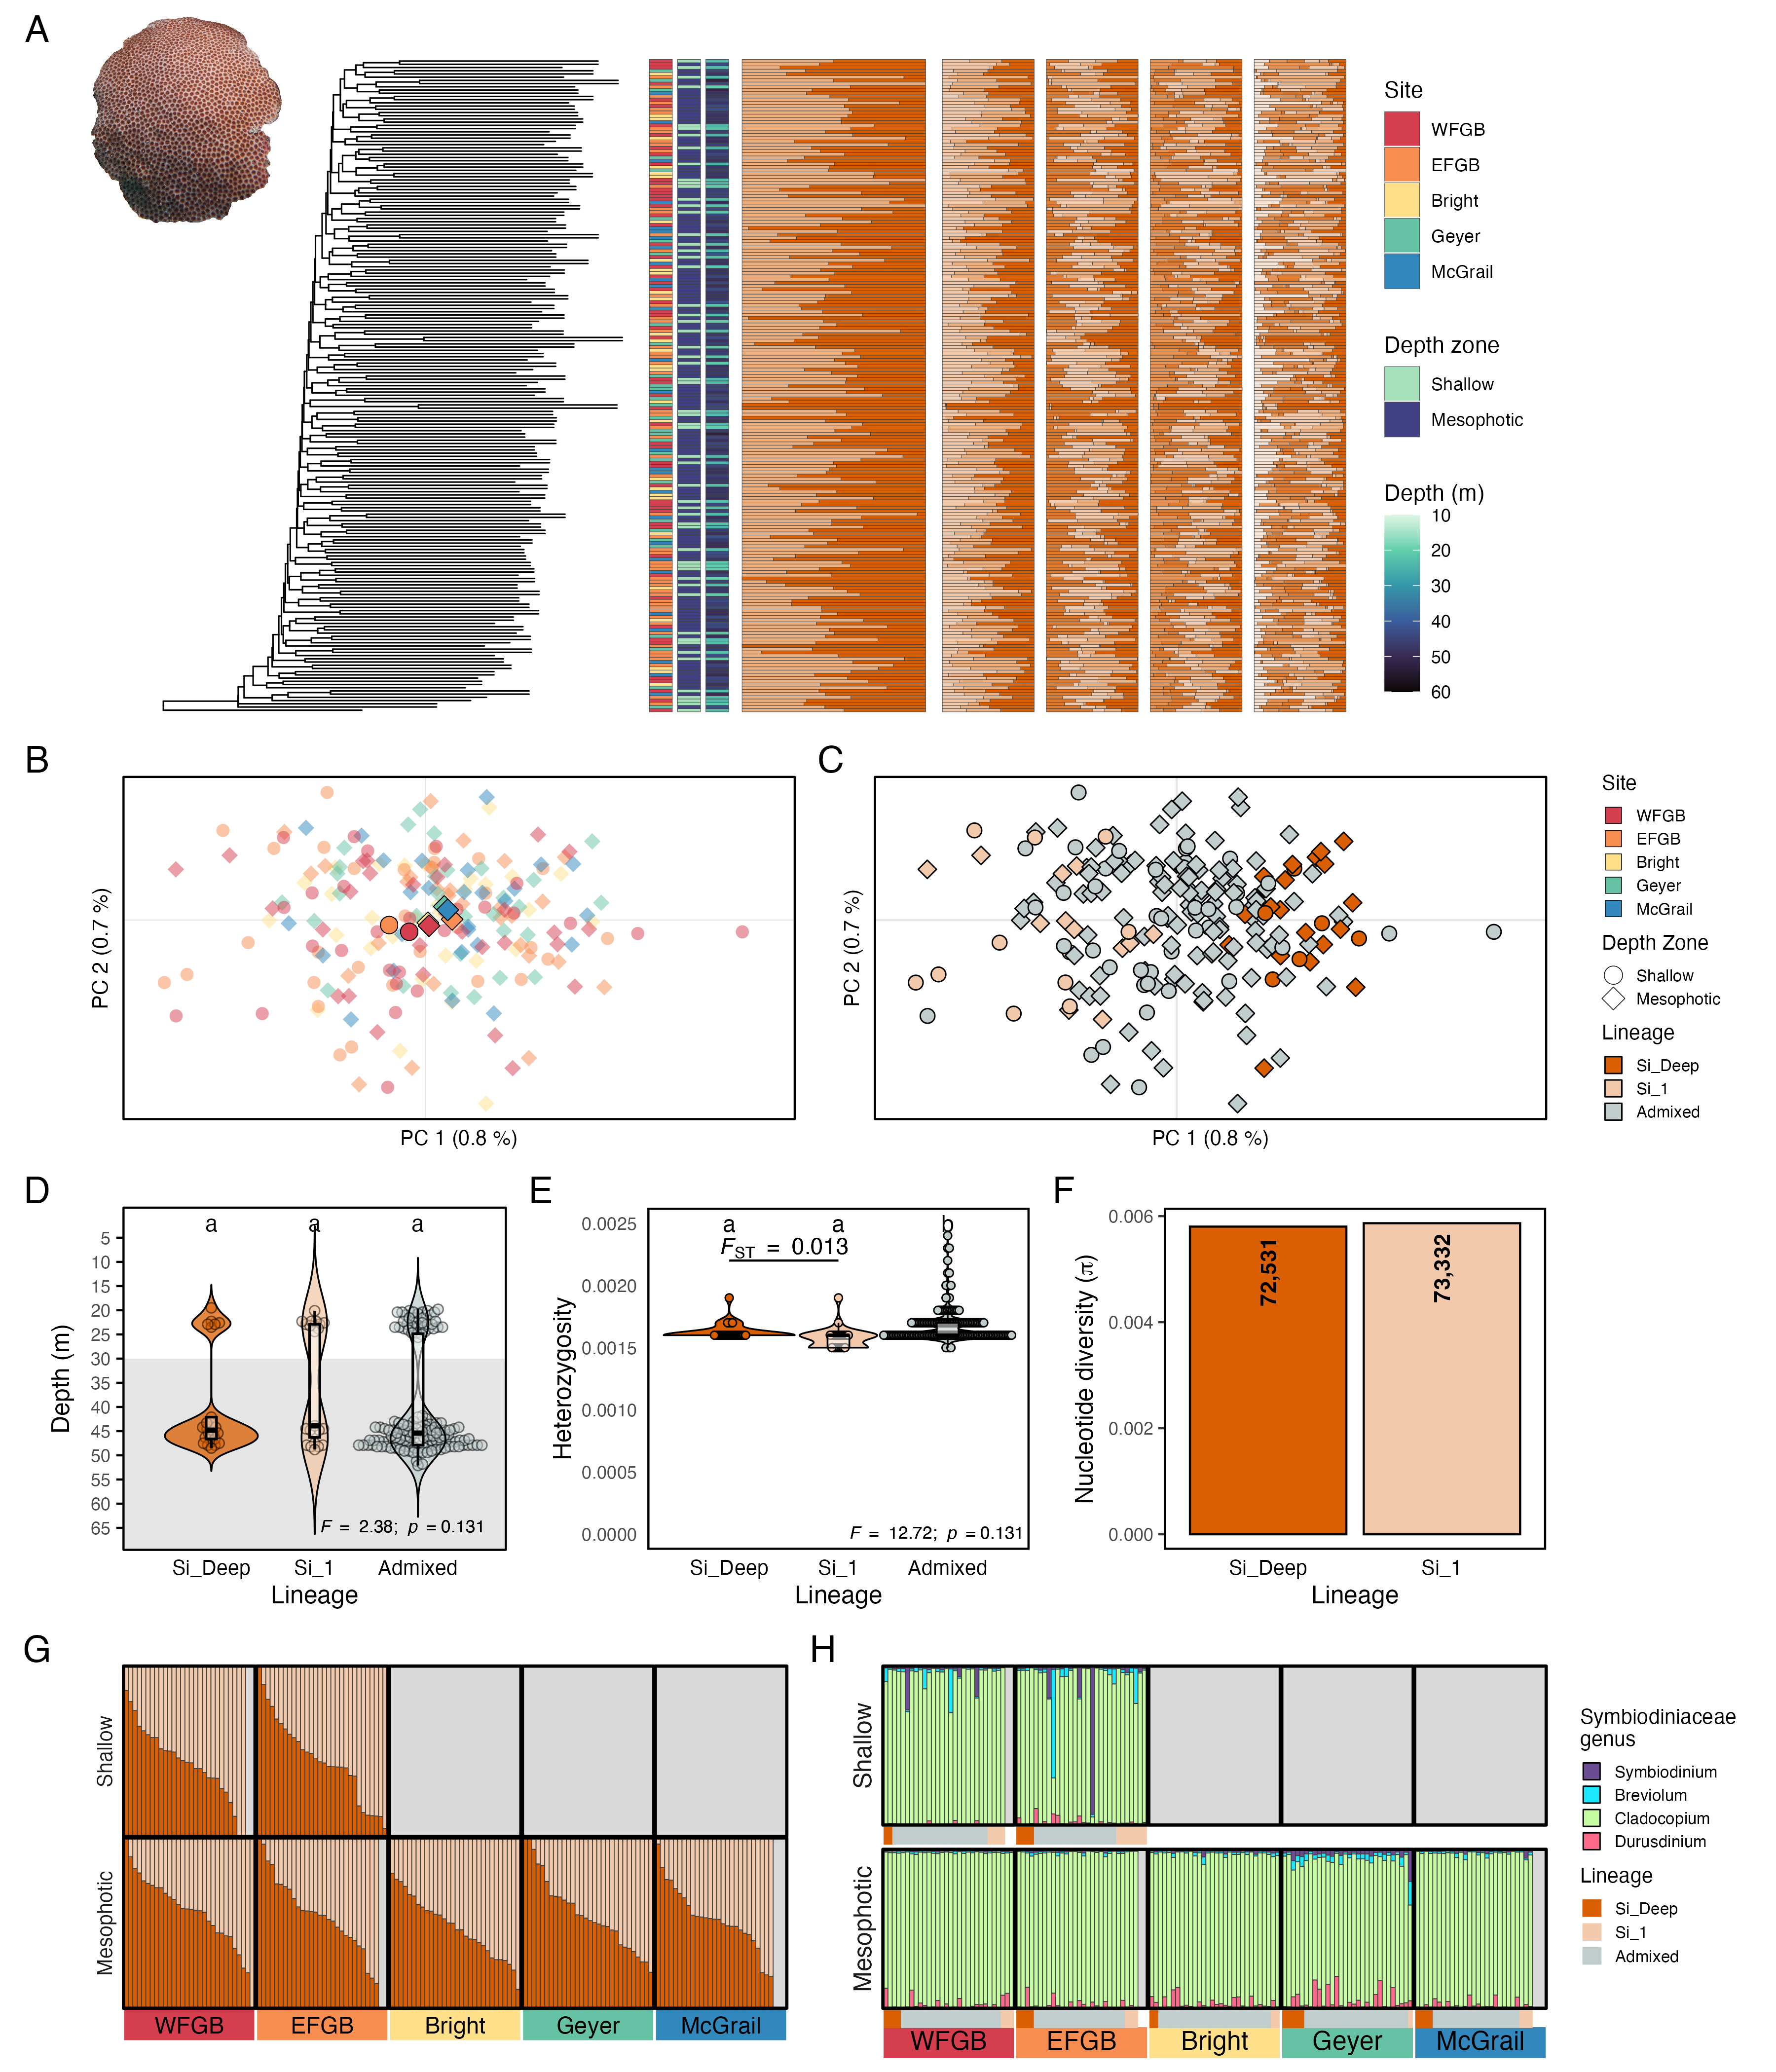 A
Site
WFGB
EFGB
Bright
Geyer
McGrail
Depth zone
Shallow
Mesophotic
Depth (m)
10
20
30
40
50
60
B
PC 2 (0.7 %)
PC 1 (0.8 %)
C
PC 2 (0.7 %)
PC 1 (0.8 %)
Site
WFGB
EFGB
Bright
Geyer
McGrail
Depth Zone
Shallow
Mesophotic
Lineage
Si_Deep
Si_1
Admixed
D
Depth (m)
5
10
15
20
25
30
35
40
45
50
55
60
65
a a a
F = 2.38; p = 0.131
Si_Deep Si_1 Admixed
Lineage
E
Heterozygosity
0.0025
0.0020
0.0015
0.0010
0.0005
0.0000
a a b
FST = 0.013
F = 12.72; p = 0.131
Si_Deep Si_1 Admixed
Lineage
F
Nucleotide diversity (π)
0.006
0.004
0.002
0.000
72,531
73,332
Si_Deep Si_1
Lineage
G
Shallow
Mesophotic
WFGB EFGB Bright Geyer McGrail
H
Shallow
Mesophotic
WFGB EFGB Bright Geyer McGrail
Symbiodiniaceae
genus
Symbiodinium
Breviolum
Cladocopium
Durusdinium
Lineage
Si_Deep
Si_1
Admixed